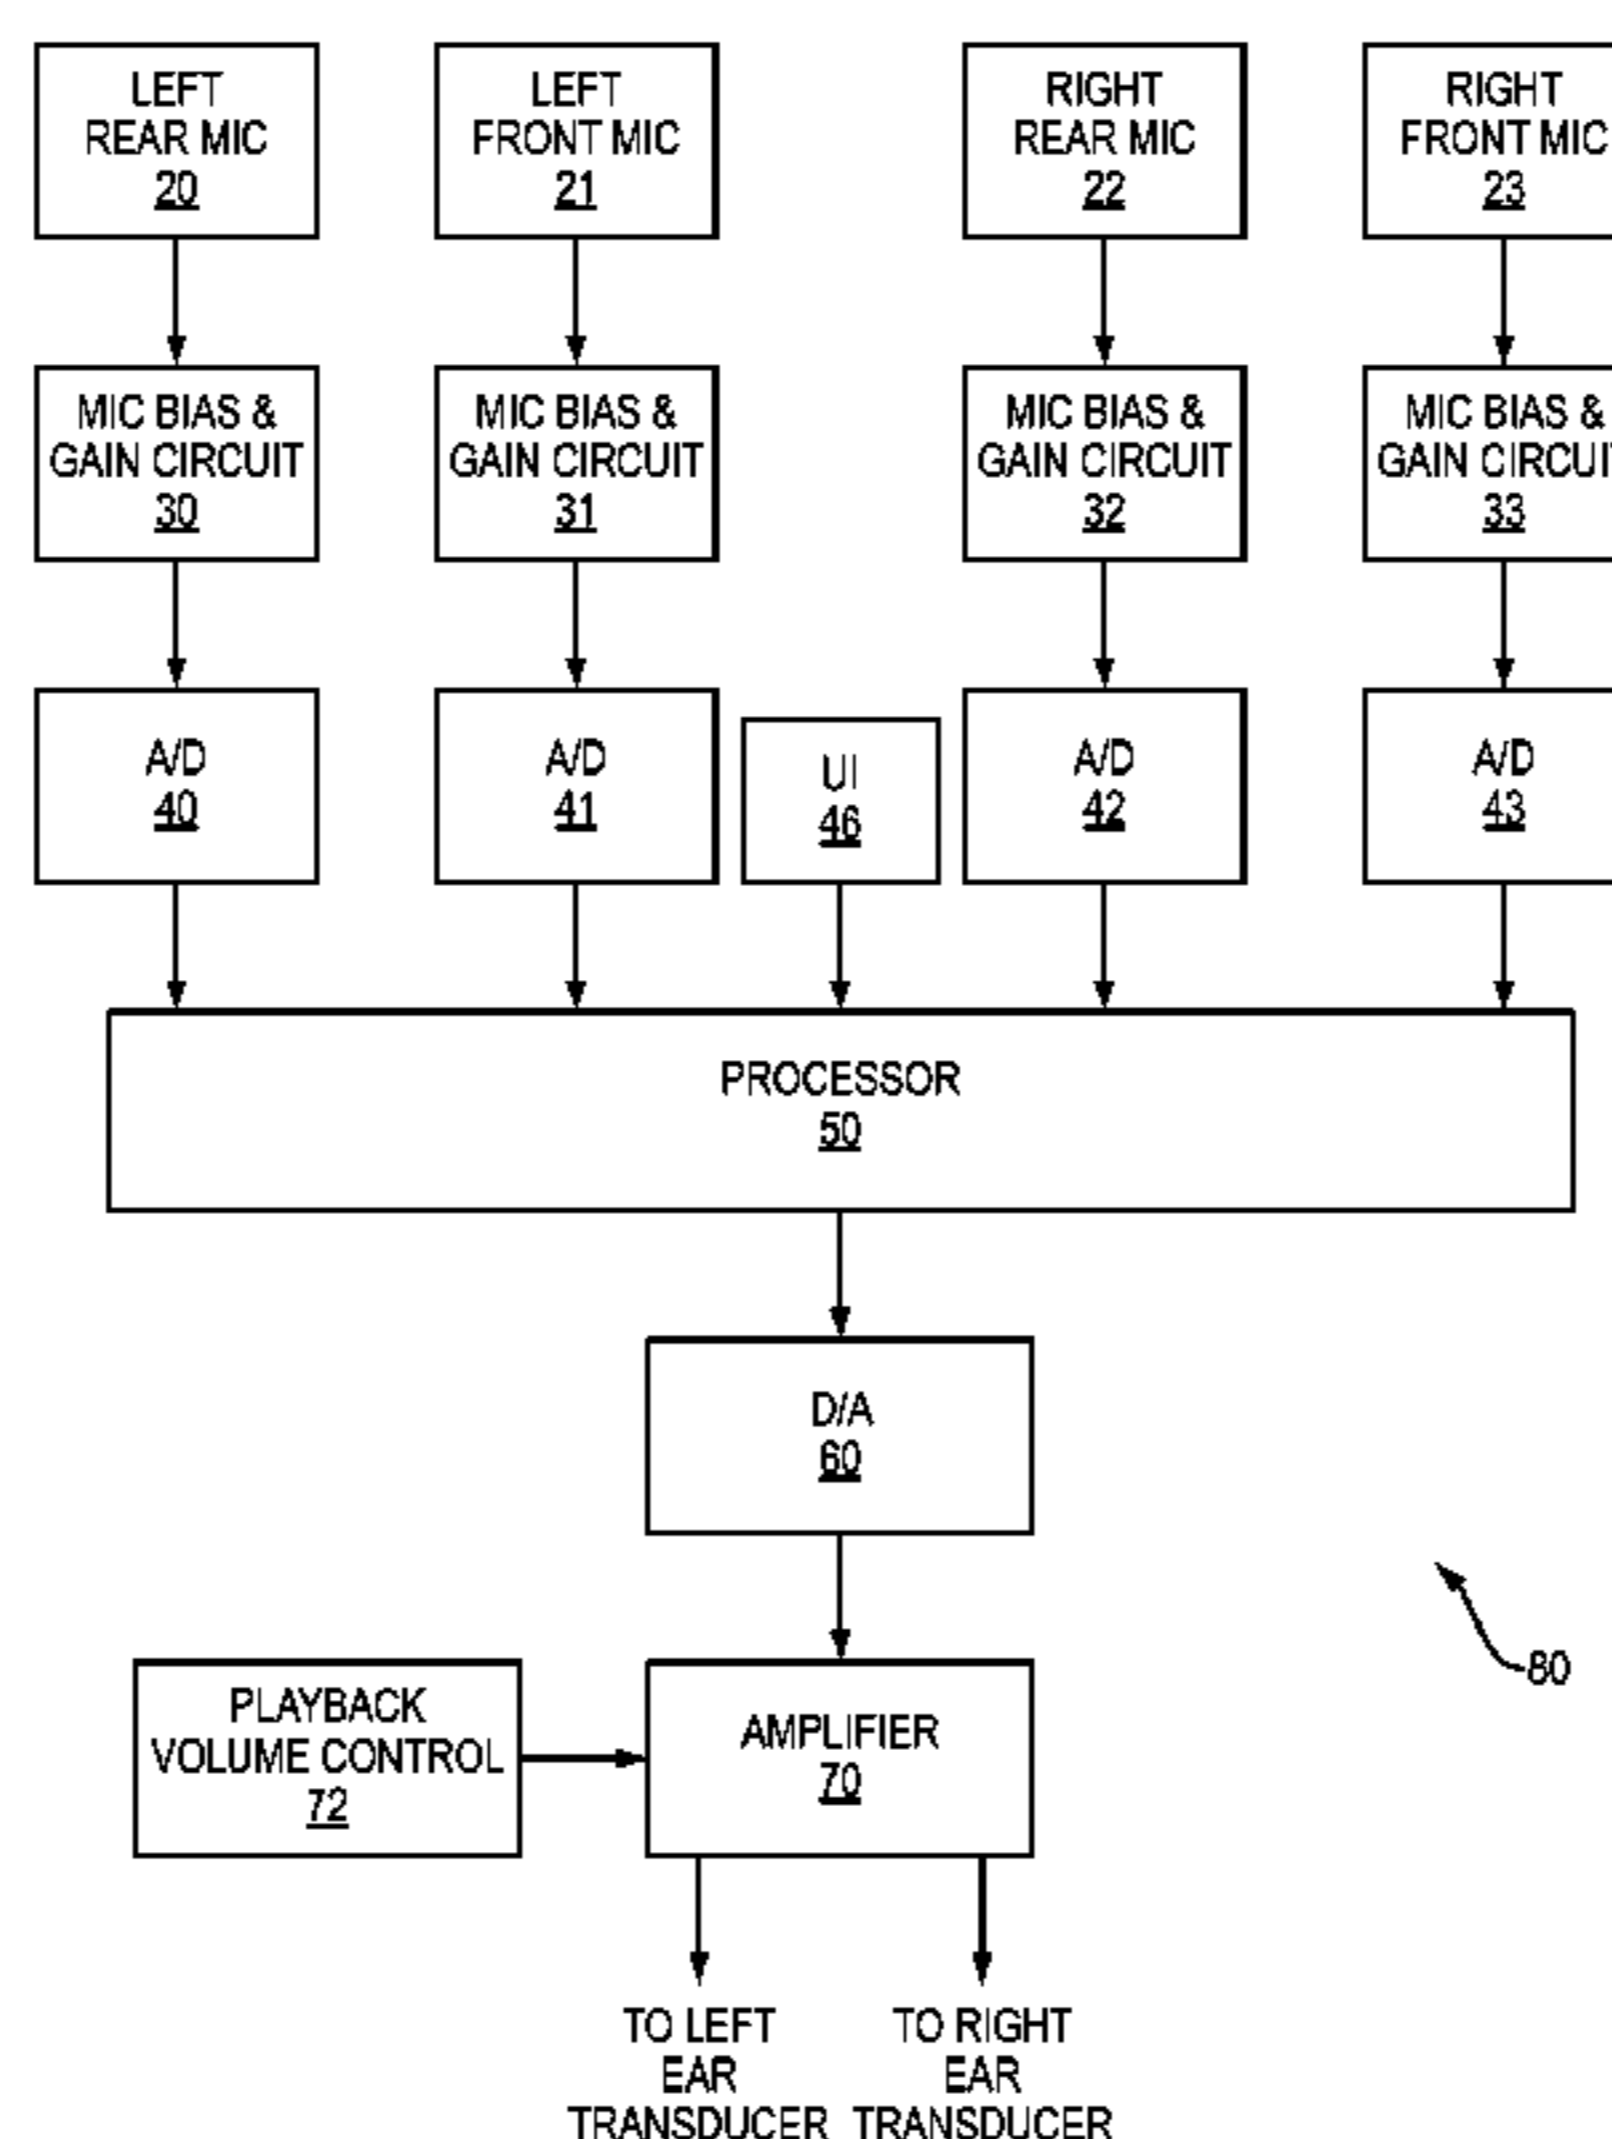 LEFT
REAR MIC
20
LEFT
FRONT MIC
21
RIGHT
REAR MIC
22
RIGHT
FRONT MIC
23
MIC BIAS &
GAIN CIRCUIT
30
MIC BIAS &
GAIN CIRCUIT
31
MIC BIAS &
GAIN CIRCUIT
32
MIC BIAS &
GAIN CIRCUIT
33
A/D
40
A/D
41
UI
46
A/D
42
A/D
43
PROCESSOR
50
D/A
60
PLAYBACK
VOLUME CONTROL
72
AMPLIFIER
70
80
TO LEFT
EAR
TRANSDUCER
TO RIGHT
EAR
TRANSDUCER